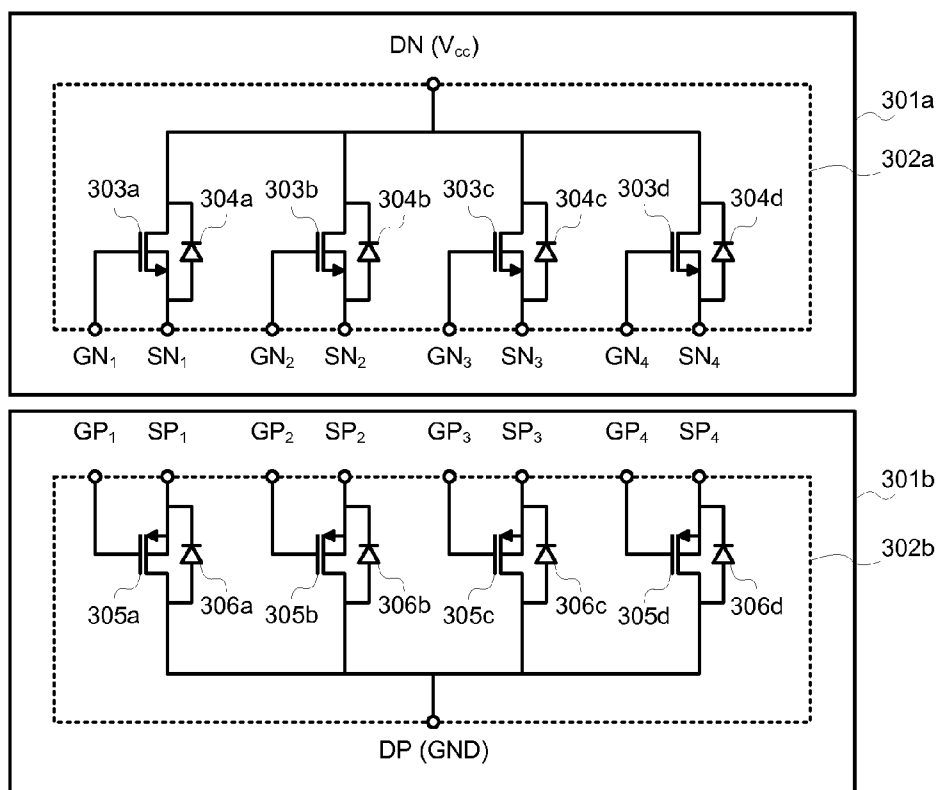 DN (Vcc)
301a
302a
303a 304a 303b 304b 303c 304c 303d 304d
GN1 SN1 GN2 SN2 GN3 SN3 GN4 SN4
GP1 SP1 GP2 SP2 GP3 SP3 GP4 SP4
301b
302b
305a 306a 305b 306b 305c 306c 305d 306d
DP (GND)